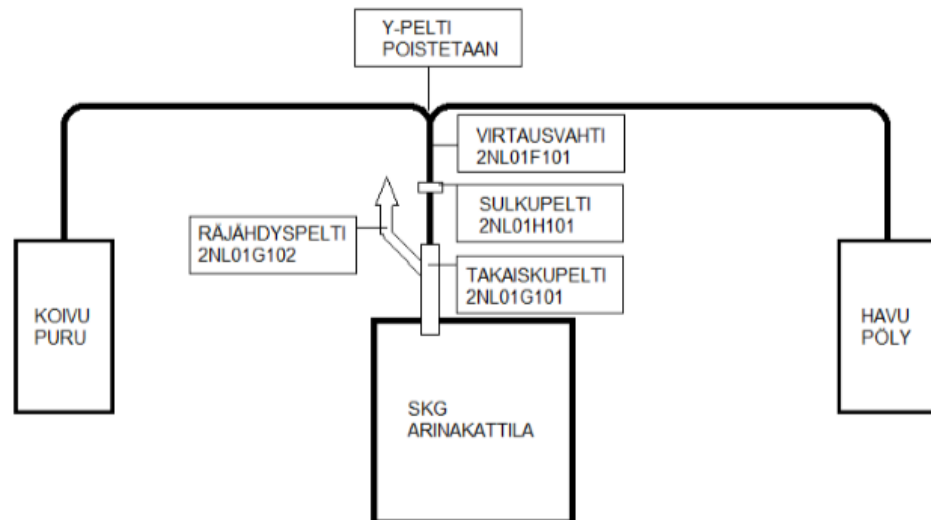 Y-PELTI
POISTETAAN
VIRTAUSVAHTI
2NL01F101
SULKUPELTI
2NL01H101
RÄJÄHDYSPELTI
2NL01G102
TAKAISKUPELTI
2NL01G101
KOIVU
PURU
HAVU
PÖLY
SKG
ARINAKATTILA